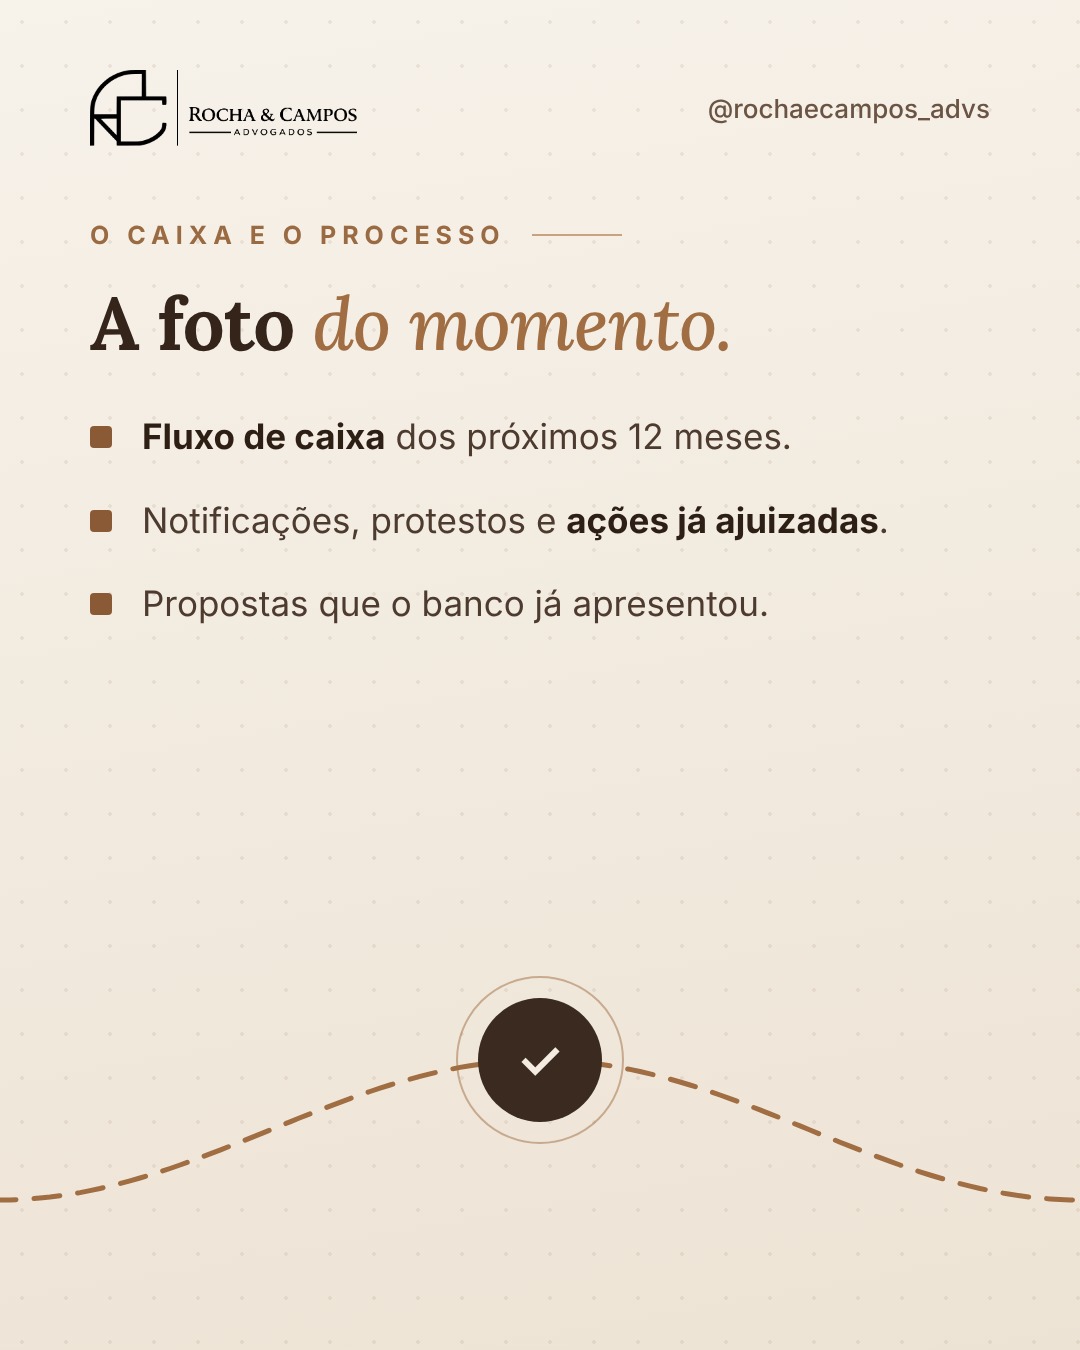 ROCHA & CAMPOS
ADVOGADOS
@rochaecampos_advs
O CAIXA E O PROCESSO
A foto do momento.
Fluxo de caixa dos próximos 12 meses.
Notificações, protestos e ações já ajuizadas.
Propostas que o banco já apresentou.